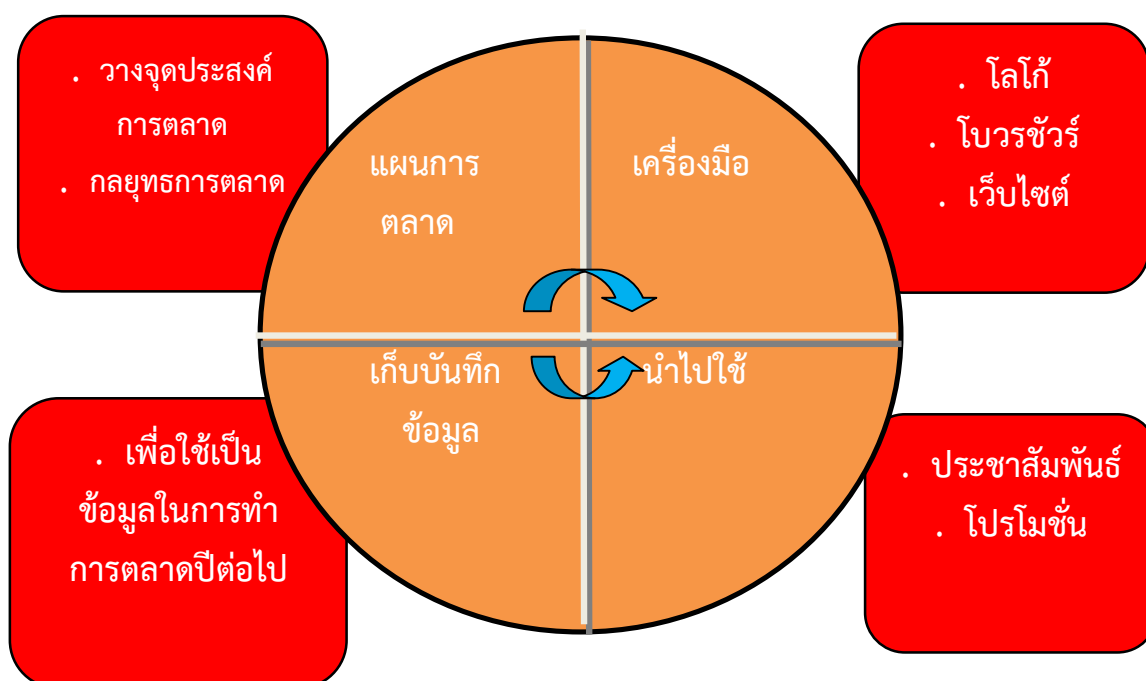 . วางจุดประสงค์
การตลาด
. กลยุทธการตลาด
แผนการ
ตลาด
เครื่องมือ
. โลโก้
. โบวรชัวร์
. เว็บไซต์
. เพื่อใช้เป็น
ข้อมูลในการทำ
การตลาดปีต่อไป
เก็บบันทึก
ข้อมูล
นำไปใช้
. ประชาสัมพันธ์
. โปรโมชั่น